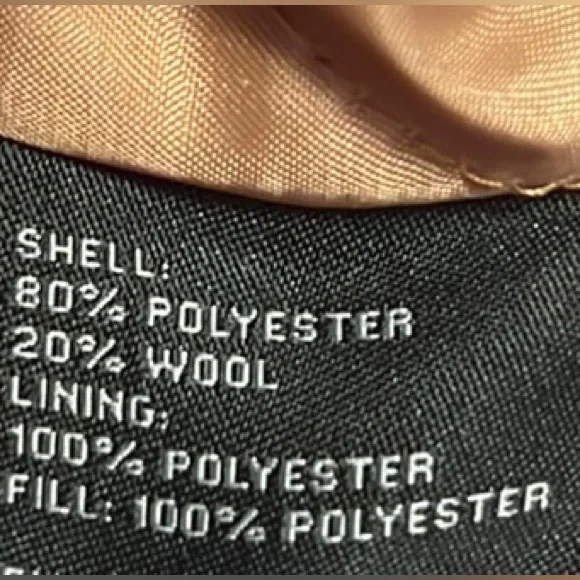 SHELL:
80% POLYESTER
20% WOOL
LINING:
100% POLYESTER
FILL: 100% POLYESTER